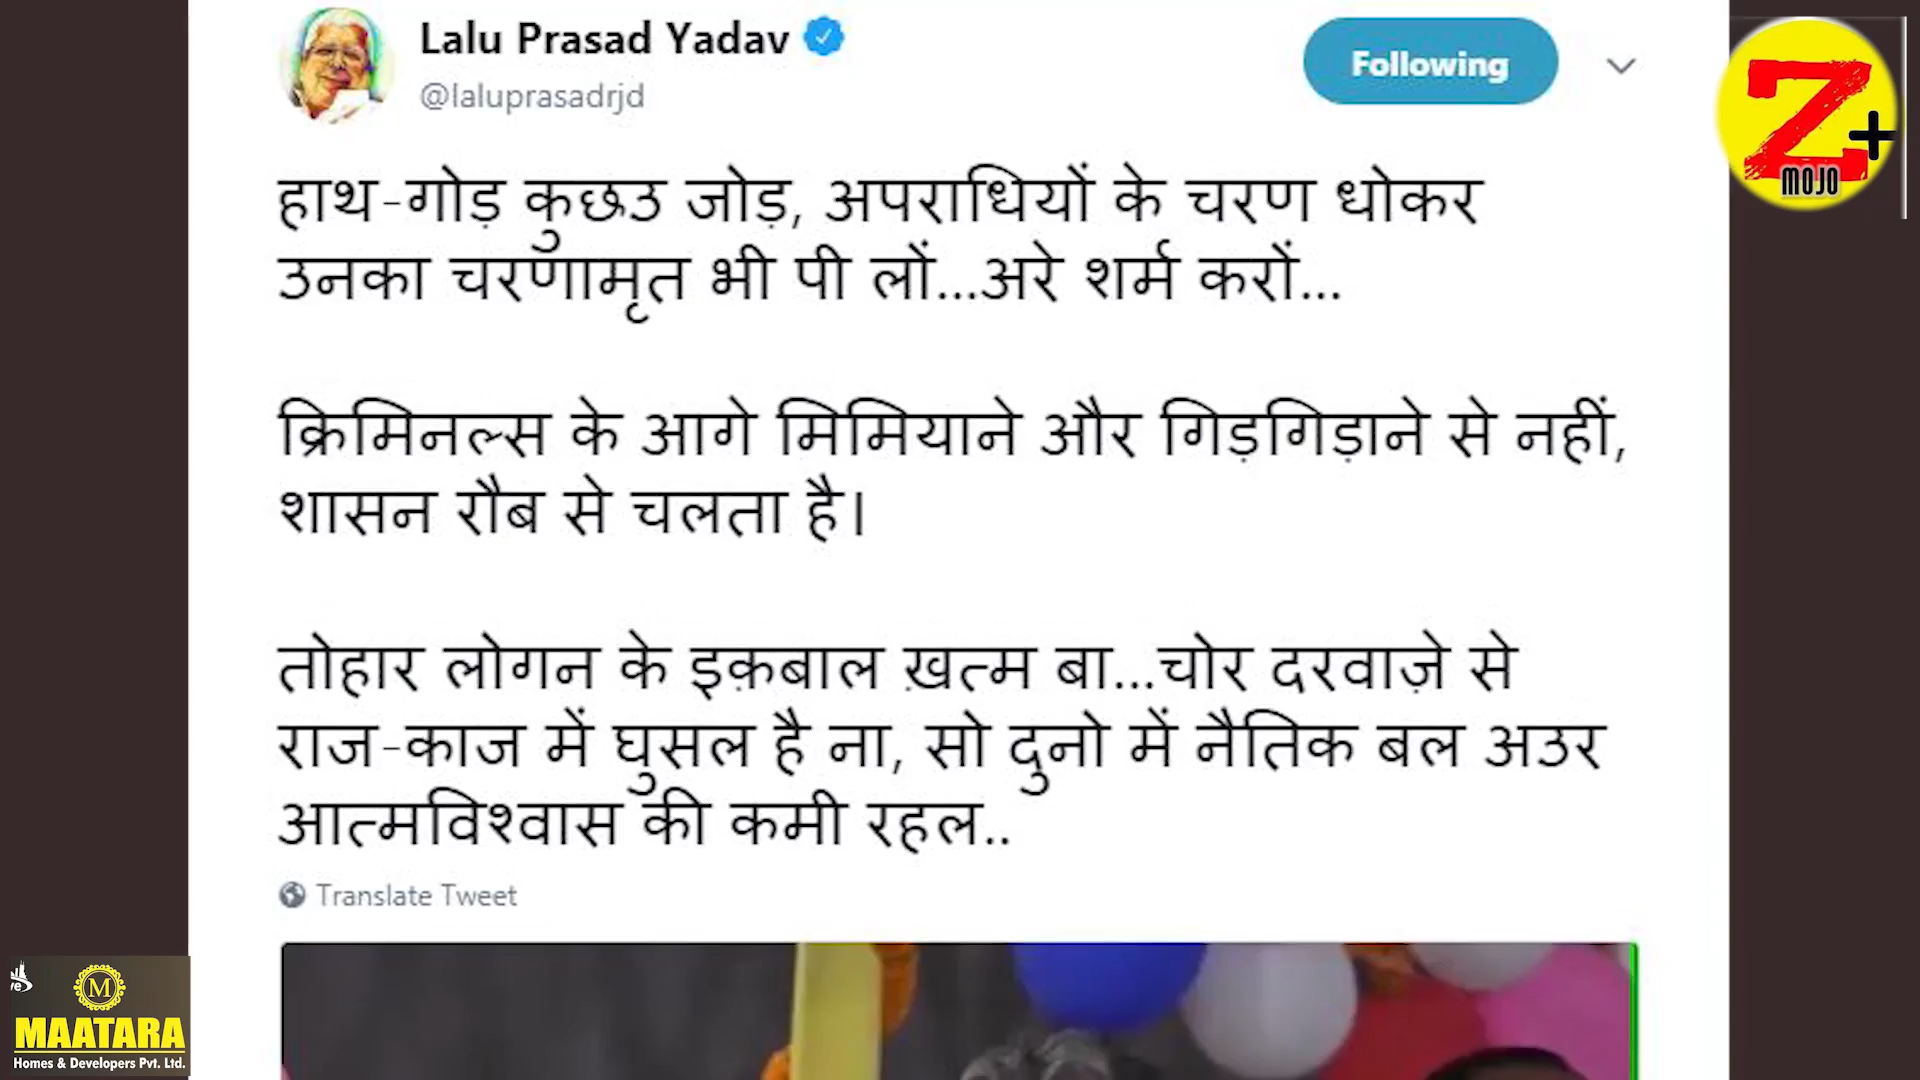 Lalu Prasad Yadav
@laluprasadrjd
Following
Z+
MOJO
हाथ-गोड़ कुछउ जोड़, अपराधियों के चरण धोकर
उनका चरणामृत भी पी लों...अरे शर्म करों...
क्रिमिनल्स के आगे मिमियाने और गिड़गिड़ाने से नहीं,
शासन रौब से चलता है।
तोहार लोगन के इक़बाल ख़त्म बा...चोर दरवाज़े से
राज-काज में घुसल है ना, सो दुनो में नैतिक बल अउर
आत्मविश्वास की कमी रहल..
Translate Tweet
M
MAATARA
Homes & Developers Pvt. Ltd.